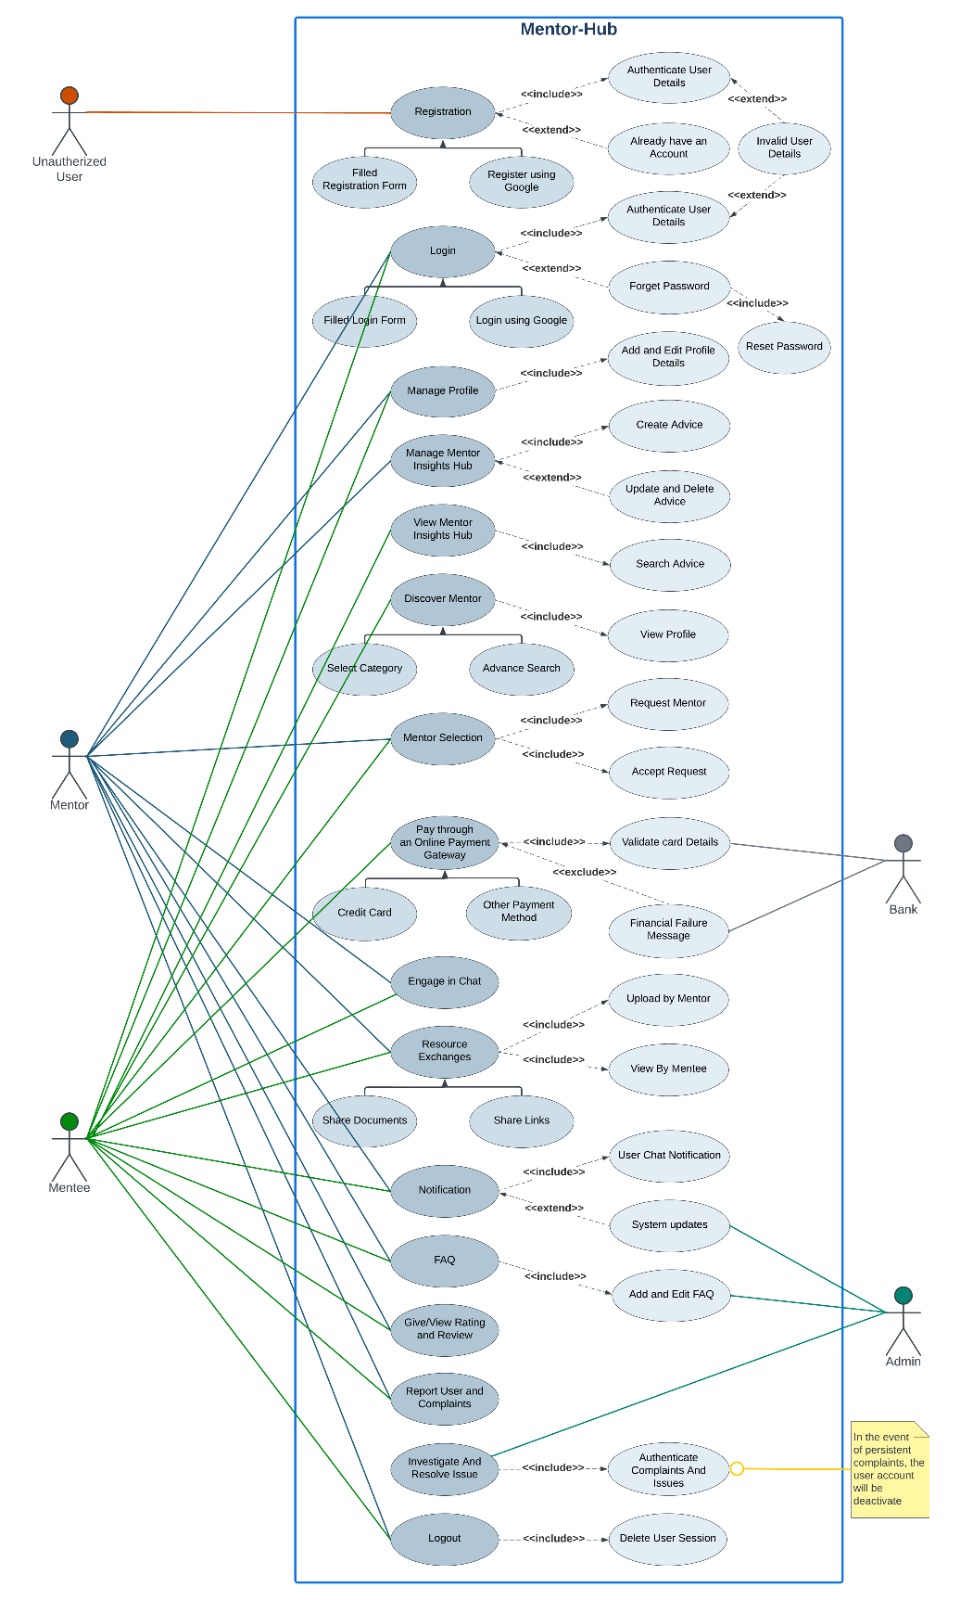 Mentor-Hub
Authenticate User
Details
<<include>>
<<extend>>
Registration
Unautherized
User
<<extend>>
Already have an
Account
Invalid User
Details
Filled
Registration Form
Register using
Google
<<extend>>
Authenticate User
Details
<<include>>
Login
<<extend>>
Forget Password
<<include>>
Filled Login Form
Login using Google
Reset Password
Add and Edit Profile
Details
<<include>>
Manage Profile
Create Advice
<<include>>
Manage Mentor
Insights Hub
<<extend>>
Update and Delete
Advice
View Mentor
Insights Hub
<<include>>
Search Advice
Discover Mentor
<<include>>
View Profile
Select Category
Advance Search
Request Mentor
<<include>>
Mentor Selection
<<include>>
Accept Request
Mentor
Pay through
an Online Payment
Gateway
<<include>>
Validate card Details
<<exclude>>
Credit Card
Other Payment
Method
Financial Failure
Message
Bank
Engage in Chat
Upload by Mentor
<<include>>
Resource
Exchanges
<<include>>
View By Mentee
Share Documents
Share Links
Mentee
User Chat Notification
<<include>>
Notification
<<extend>>
System updates
FAQ
<<include>>
Add and Edit FAQ
Admin
Give/View Rating
and Review
Report User and
Complaints
Investigate And
Resolve Issue
<<include>>
Authenticate
Complaints And
Issues
In the event
of persistent
complaints, the
user account
will be
deactivate
Logout
<<include>>
Delete User Session